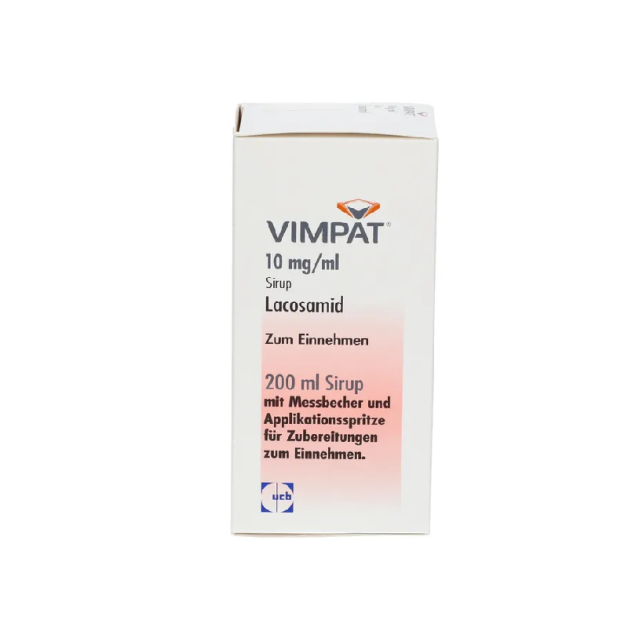 VIMPAT®
10 mg/ml
Sirup
Lacosamid
Zum Einnehmen
200 ml Sirup
mit Messbecher und
Applikationsspritze
für Zubereitungen
zum Einnehmen.
ucb